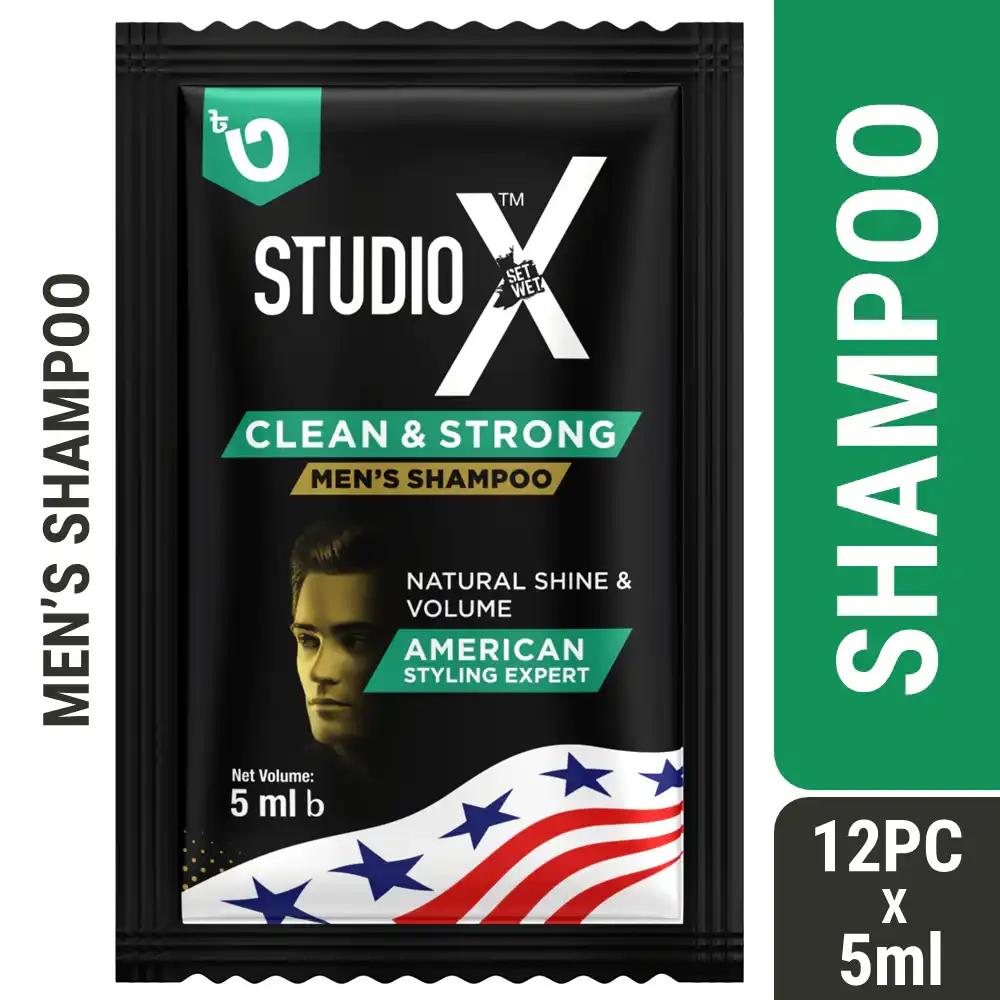 MEN'S SHAMPOO
৳ ৩
STUDIO X
TM
SET
WET
CLEAN & STRONG
MEN'S SHAMPOO
NATURAL SHINE &
VOLUME
AMERICAN
STYLING EXPERT
Net Volume:
5 ml b
SHAMPOO
12PC
X
5ml